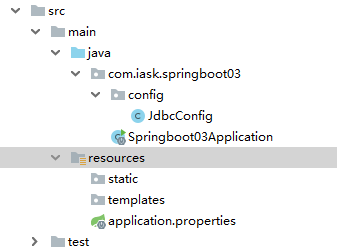 src
main
java
com.iask.springboot03
config
JdbcConfig
Springboot03Application
resources
static
templates
application.properties
test